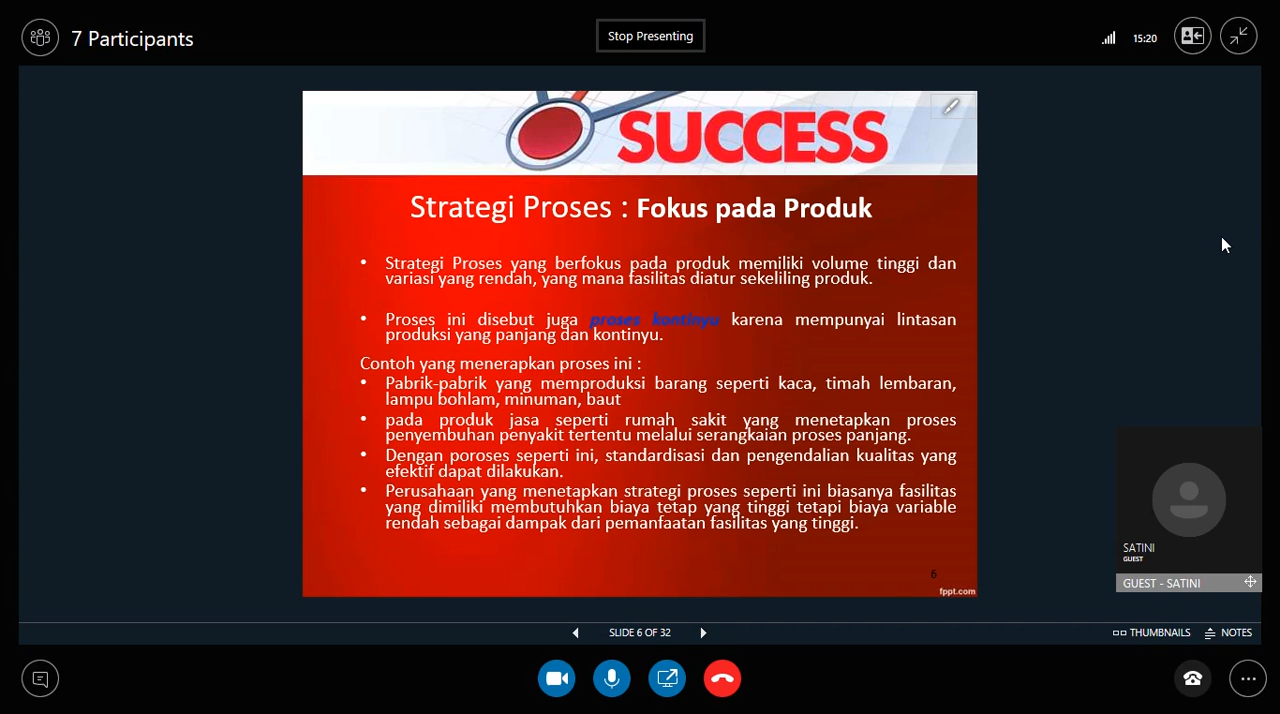 7 Participants
Stop Presenting
15:20
SUCCESS
Strategi Proses : Fokus pada Produk
• Strategi Proses yang berfokus pada produk memiliki volume tinggi dan
variasi yang rendah, yang mana fasilitas diatur sekeliling produk.
• Proses ini disebut juga proses kontinyu karena mempunyai lintasan
produksi yang panjang dan kontinyu.
Contoh yang menerapkan proses ini :
• Pabrik-pabrik yang memproduksi barang seperti kaca, timah lembaran,
lampu bohlam, minuman, baut
• pada produk jasa seperti rumah sakit yang menetapkan proses
penyembuhan penyakit tertentu melalui serangkaian proses panjang.
• Dengan poroses seperti ini, standardisasi dan pengendalian kualitas yang
efektif dapat dilakukan.
• Perusahaan yang menetapkan strategi proses seperti ini biasanya fasilitas
yang dimiliki membutuhkan biaya tetap yang tinggi tetapi biaya variable
rendah sebagai dampak dari pemanfaatan fasilitas yang tinggi.
6
fppt.com
SATINI
GUEST
GUEST - SATINI
SLIDE 6 OF 32
THUMBNAILS
NOTES